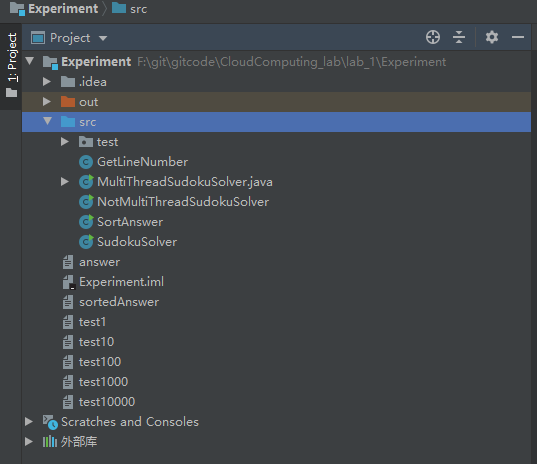 Experiment src
Project
1: Project
Experiment F:\git\gitcode\CloudComputing_lab\lab_1\Experiment
.idea
out
src
test
GetLineNumber
MultiThreadSudokuSolver.java
NotMultiThreadSudokuSolver
SortAnswer
SudokuSolver
answer
Experiment.iml
sortedAnswer
test1
test10
test100
test1000
test10000
Scratches and Consoles
外部库